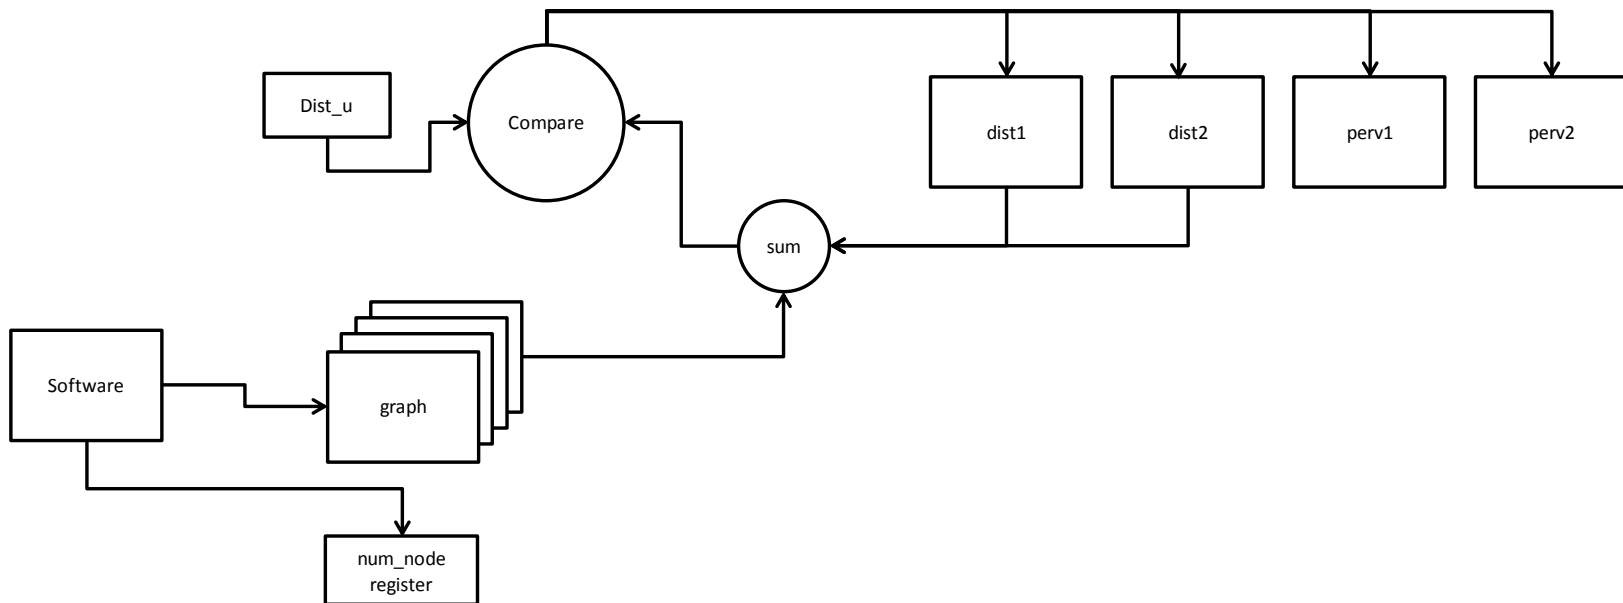 Dist_u
Compare
dist1
dist2
perv1
perv2
sum
Software
graph
num_node
register